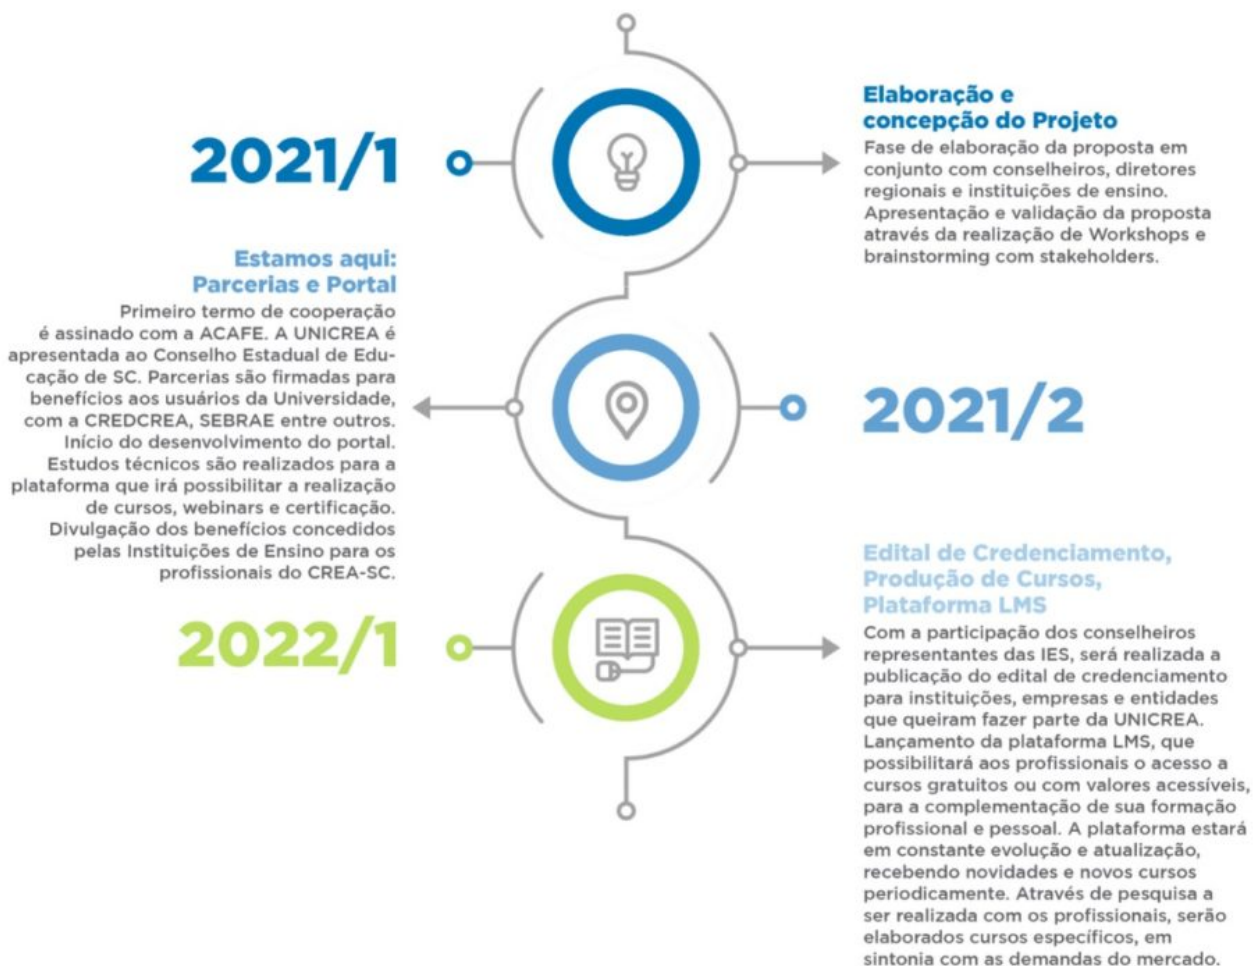 2021/1
Elaboração e
concepção do Projeto
Fase de elaboração da proposta em
conjunto com conselheiros, diretores
regionais e instituições de ensino.
Apresentação e validação da proposta
através da realização de Workshops e
brainstorming com stakeholders.
Estamos aqui:
Parcerias e Portal
Primeiro termo de cooperação
é assinado com a ACAFE. A UNICREA é
apresentada ao Conselho Estadual de Edu-
cação de SC. Parcerias são firmadas para
benefícios aos usuários da Universidade,
com a CREDCREA, SEBRAE entre outros.
Início do desenvolvimento do portal.
Estudos técnicos são realizados para a
plataforma que irá possibilitar a realização
de cursos, webinars e certificação.
Divulgação dos benefícios concedidos
pelas Instituições de Ensino para os
profissionais do CREA-SC.
2021/2
2022/1
Edital de Credenciamento,
Produção de Cursos,
Plataforma LMS
Com a participação dos conselheiros
representantes das IES, será realizada a
publicação do edital de credenciamento
para instituições, empresas e entidades
que queiram fazer parte da UNICREA.
Lançamento da plataforma LMS, que
possibilitará aos profissionais o acesso a
cursos gratuitos ou com valores acessíveis,
para a complementação de sua formação
profissional e pessoal. A plataforma estará
em constante evolução e atualização,
recebendo novidades e novos cursos
periodicamente. Através de pesquisa a
ser realizada com os profissionais, serão
elaborados cursos específicos, em
sintonia com as demandas do mercado.